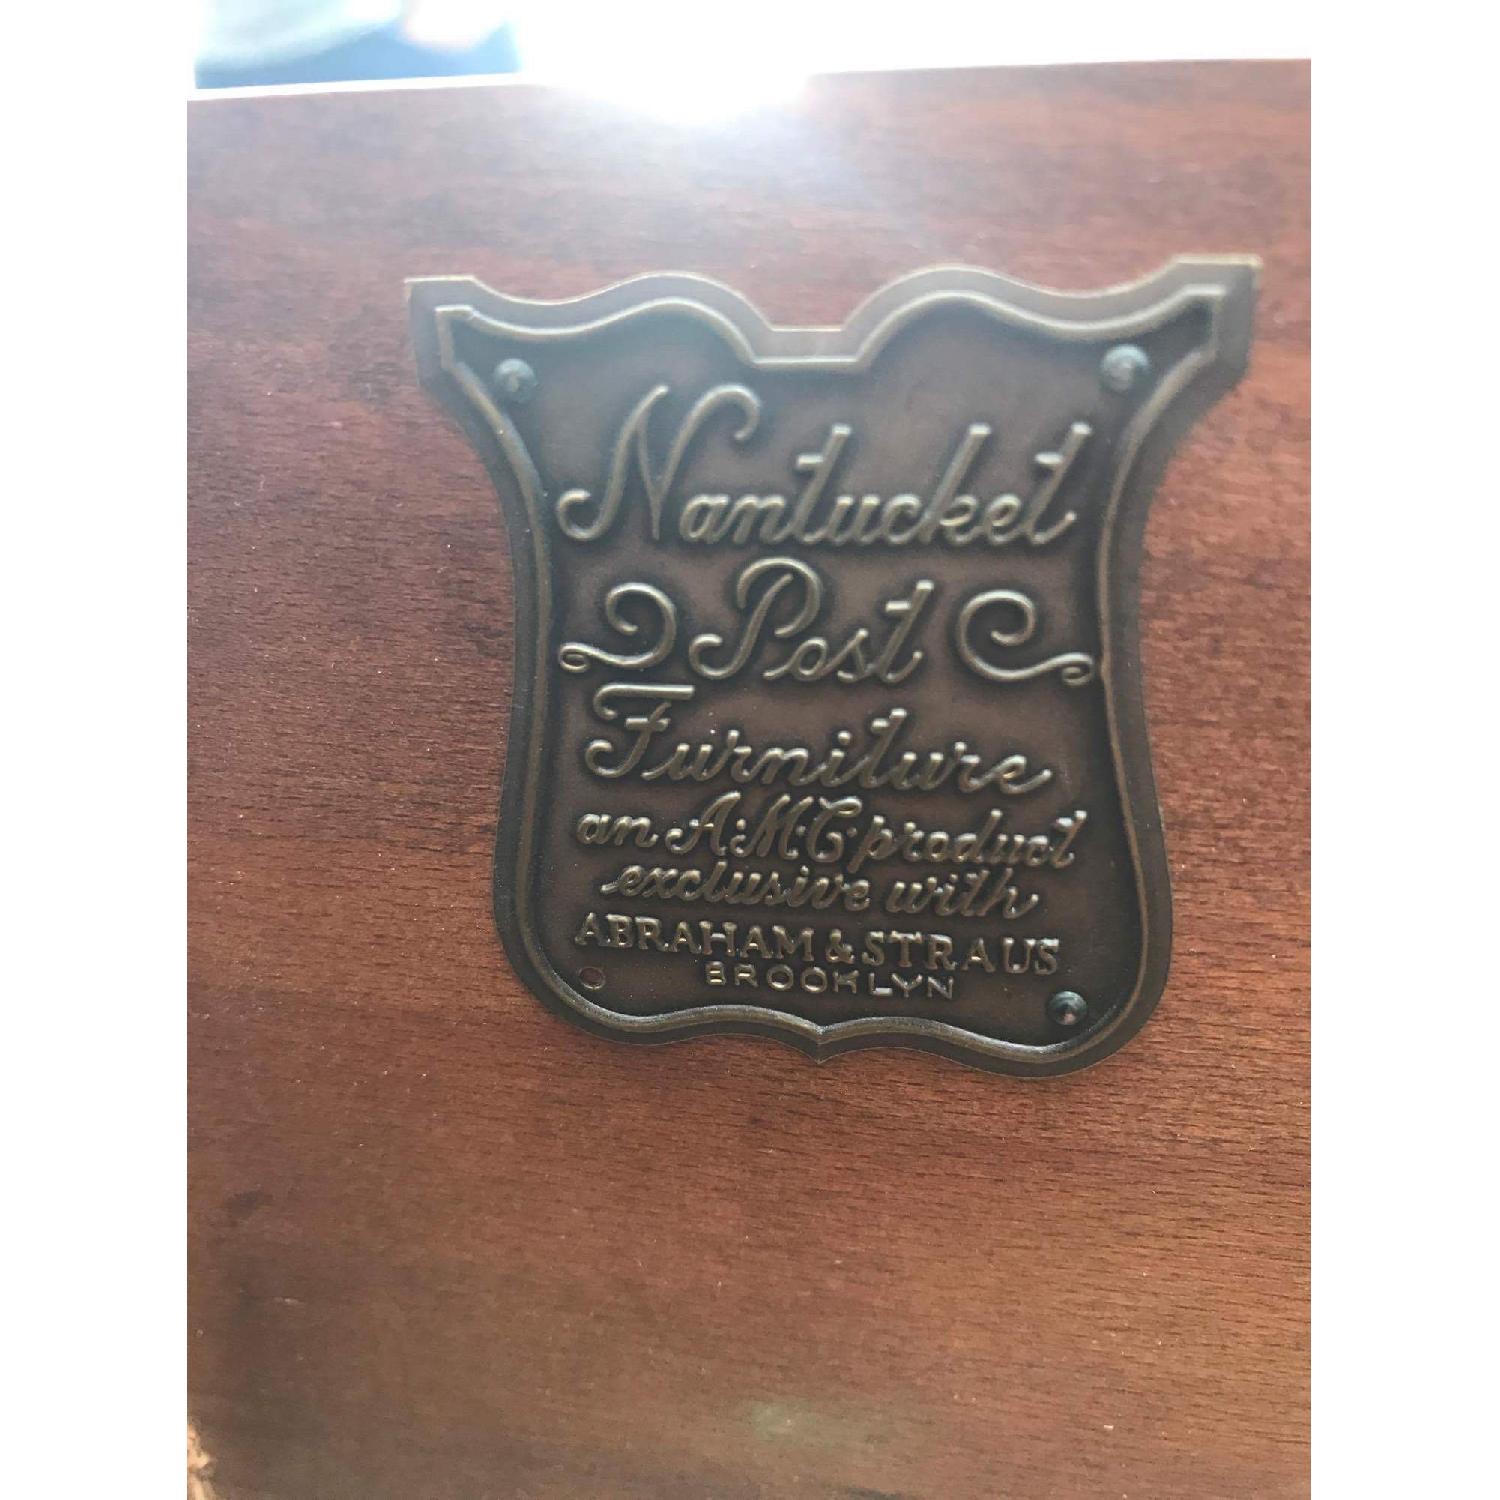 Nantucket
Post
Furniture
an A.M.C. product
exclusive with
ABRAHAM & STRAUS
BROOKLYN